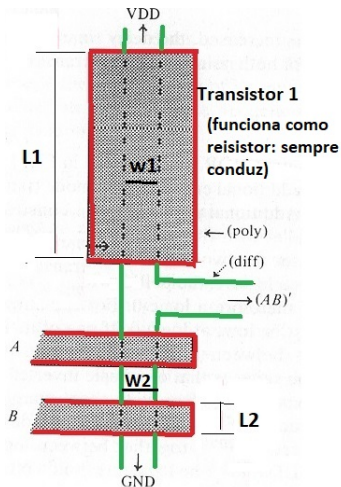 VDD
Transistor 1
(funciona como
reisistor: sempre
conduz)
L1
w1
(poly)
(diff)
(AB)'
A
W2
B
L2
GND